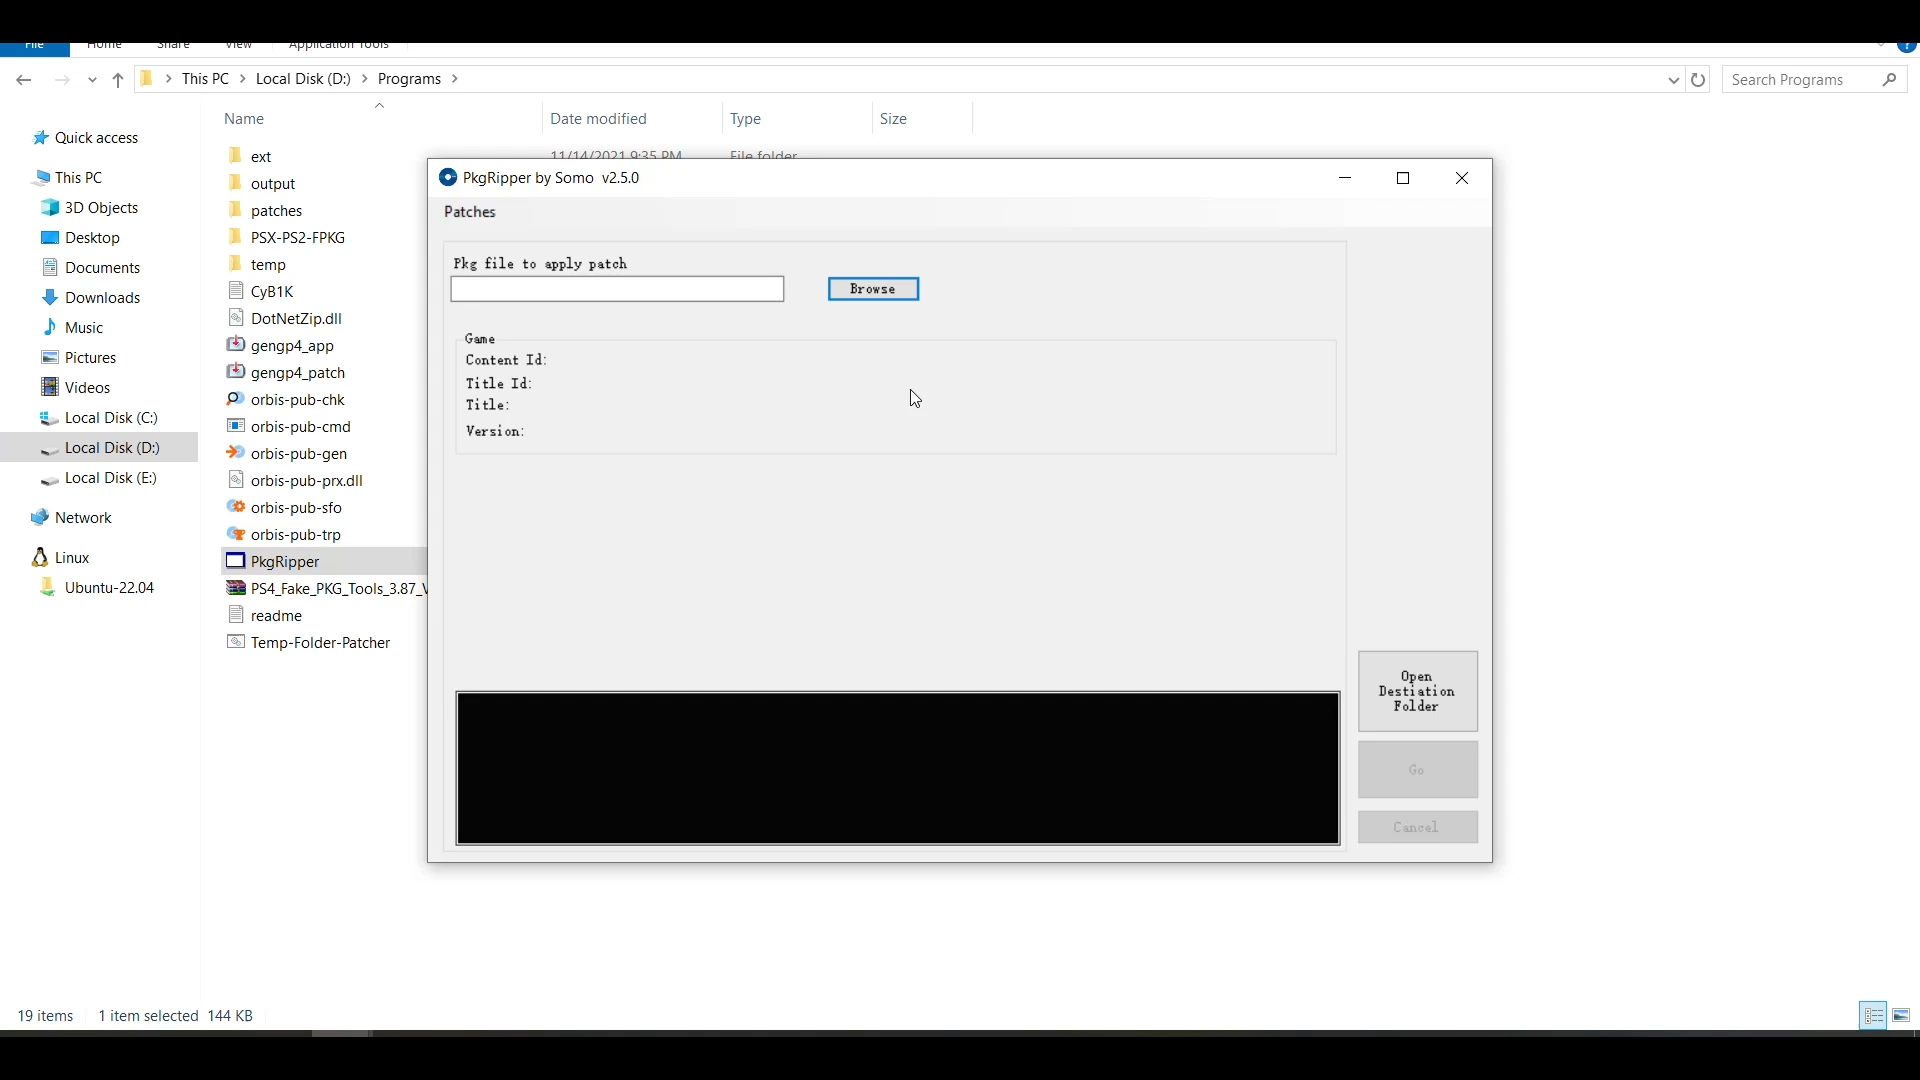 File Home Share View Application Tools
This PC > Local Disk (D:) > Programs >
Search Programs
Name Date modified Type Size
Quick access
This PC
3D Objects
Desktop
Documents
Downloads
Music
Pictures
Videos
Local Disk (C:)
Local Disk (D:)
Local Disk (E:)
Network
Linux
Ubuntu-22.04
ext 11/14/2021 9:35 PM File folder
output
patches
PSX-PS2-FPKG
temp
CyB1K
DotNetZip.dll
gengp4_app
gengp4_patch
orbis-pub-chk
orbis-pub-cmd
orbis-pub-gen
orbis-pub-prx.dll
orbis-pub-sfo
orbis-pub-trp
PkgRipper
PS4_Fake_PKG_Tools_3.87_V
readme
Temp-Folder-Patcher
PkgRipper by Somo v2.5.0
Patches
Pkg file to apply patch
Browse
Game
Content Id:
Title Id:
Title:
Version:
Open
Destiation
Folder
Go
Cancel
19 items 1 item selected 144 KB